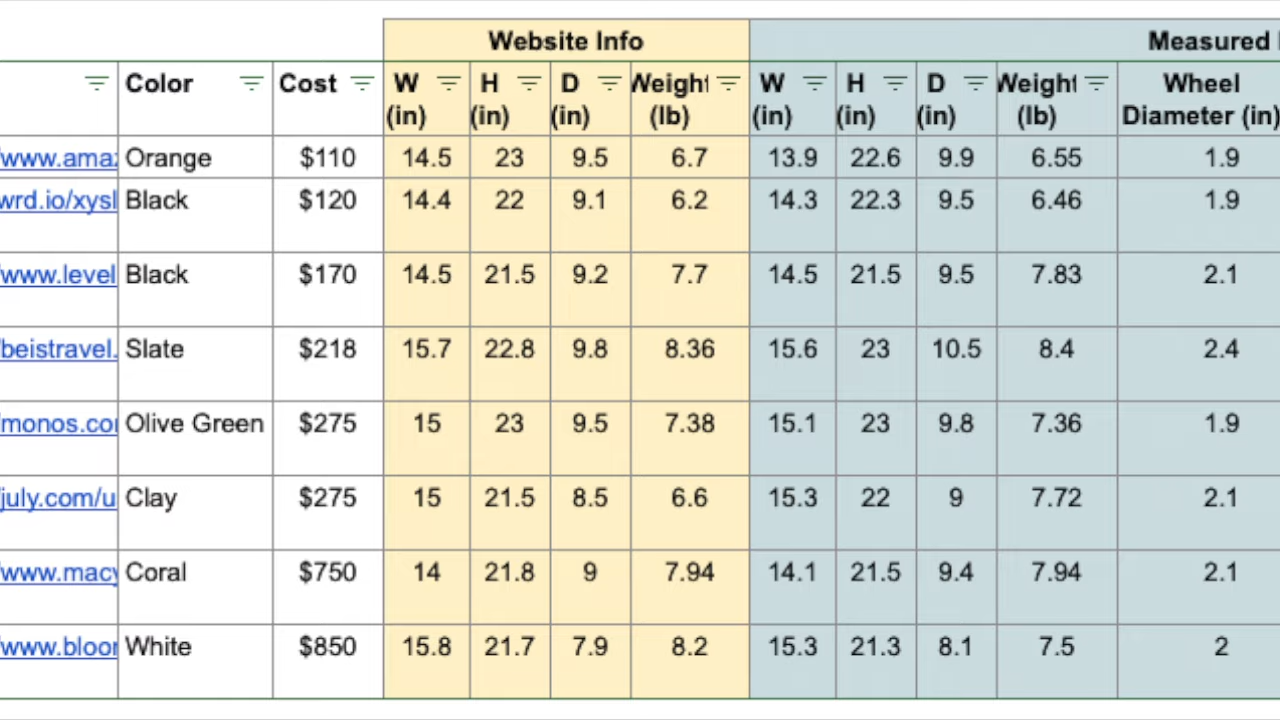 Website Info Measured
Color Cost W H D Weight W H D Weight Wheel
(in) (in) (in) (lb) (in) (in) (in) (lb) Diameter (in)
/www.ama Orange $110 14.5 23 9.5 6.7 13.9 22.6 9.9 6.55 1.9
wrd.io/xysl Black $120 14.4 22 9.1 6.2 14.3 22.3 9.5 6.46 1.9
/www.level Black $170 14.5 21.5 9.2 7.7 14.5 21.5 9.5 7.83 2.1
/beistravel. Slate $218 15.7 22.8 9.8 8.36 15.6 23 10.5 8.4 2.4
/monos.co Olive Green $275 15 23 9.5 7.38 15.1 23 9.8 7.36 1.9
/july.com/u Clay $275 15 21.5 8.5 6.6 15.3 22 9 7.72 2.1
/www.macy Coral $750 14 21.8 9 7.94 14.1 21.5 9.4 7.94 2.1
/www.bloor White $850 15.8 21.7 7.9 8.2 15.3 21.3 8.1 7.5 2